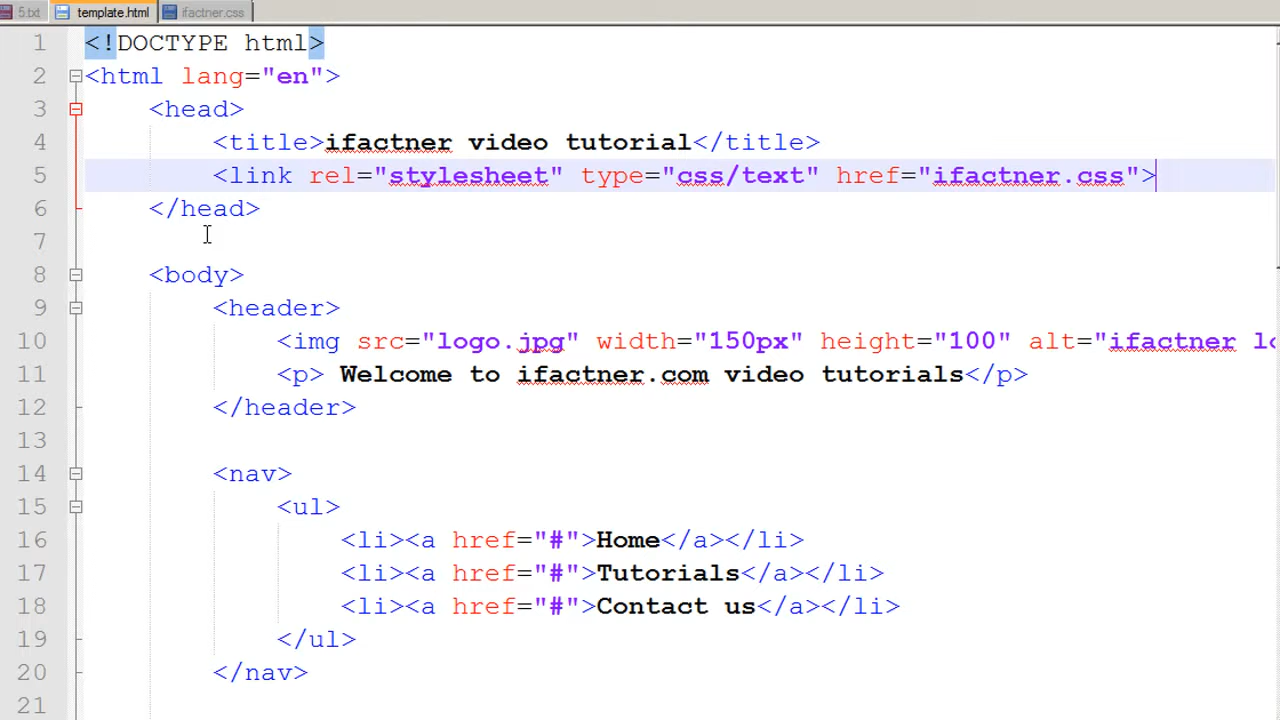 5.txt template.html ifactner.css
1 <!DOCTYPE html>
2 <html lang="en">
3 <head>
4 <title>ifactner video tutorial</title>
5 <link rel="stylesheet" type="css/text" href="ifactner.css">
6 </head>
7
8 <body>
9 <header>
10 <img src="logo.jpg" width="150px" height="100" alt="ifactner lo
11 <p> Welcome to ifactner.com video tutorials</p>
12 </header>
13
14 <nav>
15 <ul>
16 <li><a href="#">Home</a></li>
17 <li><a href="#">Tutorials</a></li>
18 <li><a href="#">Contact us</a></li>
19 </ul>
20 </nav>
21